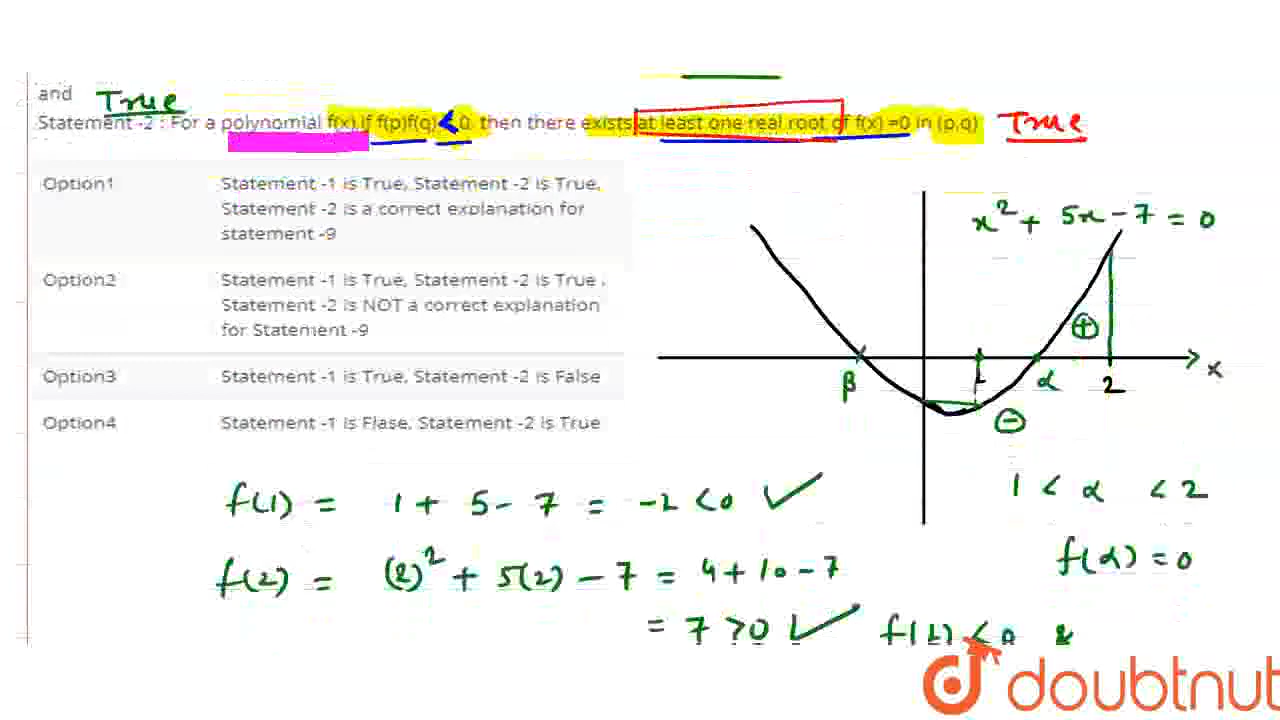 and True
Statement -2 : For a polynomial f(x),if f(p)f(q) < 0. then there exists at least one real root of f(x) =0 in (p,q) True
Option1 Statement -1 is True, Statement -2 is True,
Statement -2 is a correct explanation for
statement -9
Option2 Statement -1 is True, Statement -2 is True ,
Statement -2 is NOT a correct explanation
for Statement -9
Option3 Statement -1 is True, Statement -2 is False
Option4 Statement -1 is Flase, Statement -2 is True
x² + 5x - 7 = 0
+
β 1 α 2 x
-
f(1) = 1 + 5 - 7 = -2 < 0 ✓
1 < α < 2
f(2) = (2)² + 5(2) - 7 = 4 + 10 - 7
f(α) = 0
= 7 > 0 ✓ f(1) < 0 &
doubtnut